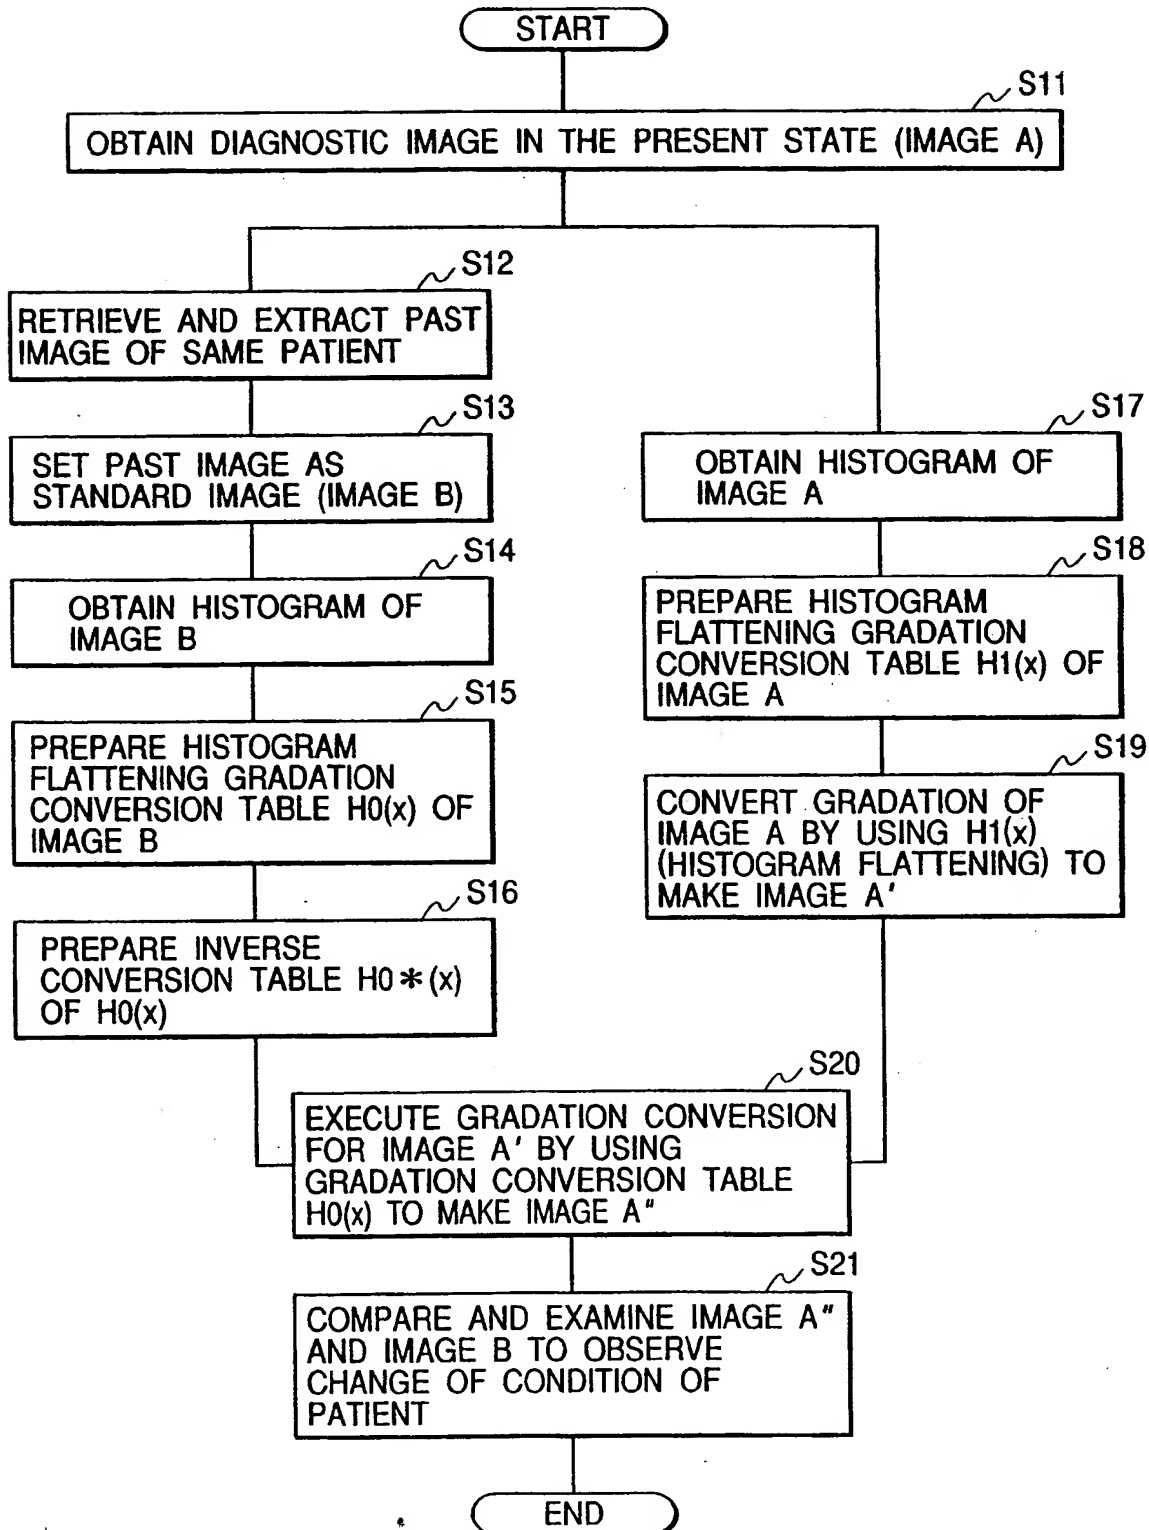 START
S11
OBTAIN DIAGNOSTIC IMAGE IN THE PRESENT STATE (IMAGE A)
S12
RETRIEVE AND EXTRACT PAST
IMAGE OF SAME PATIENT
S13
SET PAST IMAGE AS
STANDARD IMAGE (IMAGE B)
S14
OBTAIN HISTOGRAM OF
IMAGE B
S15
PREPARE HISTOGRAM
FLATTENING GRADATION
CONVERSION TABLE H0(x) OF
IMAGE B
S16
PREPARE INVERSE
CONVERSION TABLE H0*(x)
OF H0(x)
S17
OBTAIN HISTOGRAM OF
IMAGE A
S18
PREPARE HISTOGRAM
FLATTENING GRADATION
CONVERSION TABLE H1(x) OF
IMAGE A
S19
CONVERT GRADATION OF
IMAGE A BY USING H1(x)
(HISTOGRAM FLATTENING) TO
MAKE IMAGE A'
S20
EXECUTE GRADATION CONVERSION
FOR IMAGE A' BY USING
GRADATION CONVERSION TABLE
H0(x) TO MAKE IMAGE A"
S21
COMPARE AND EXAMINE IMAGE A"
AND IMAGE B TO OBSERVE
CHANGE OF CONDITION OF
PATIENT
END